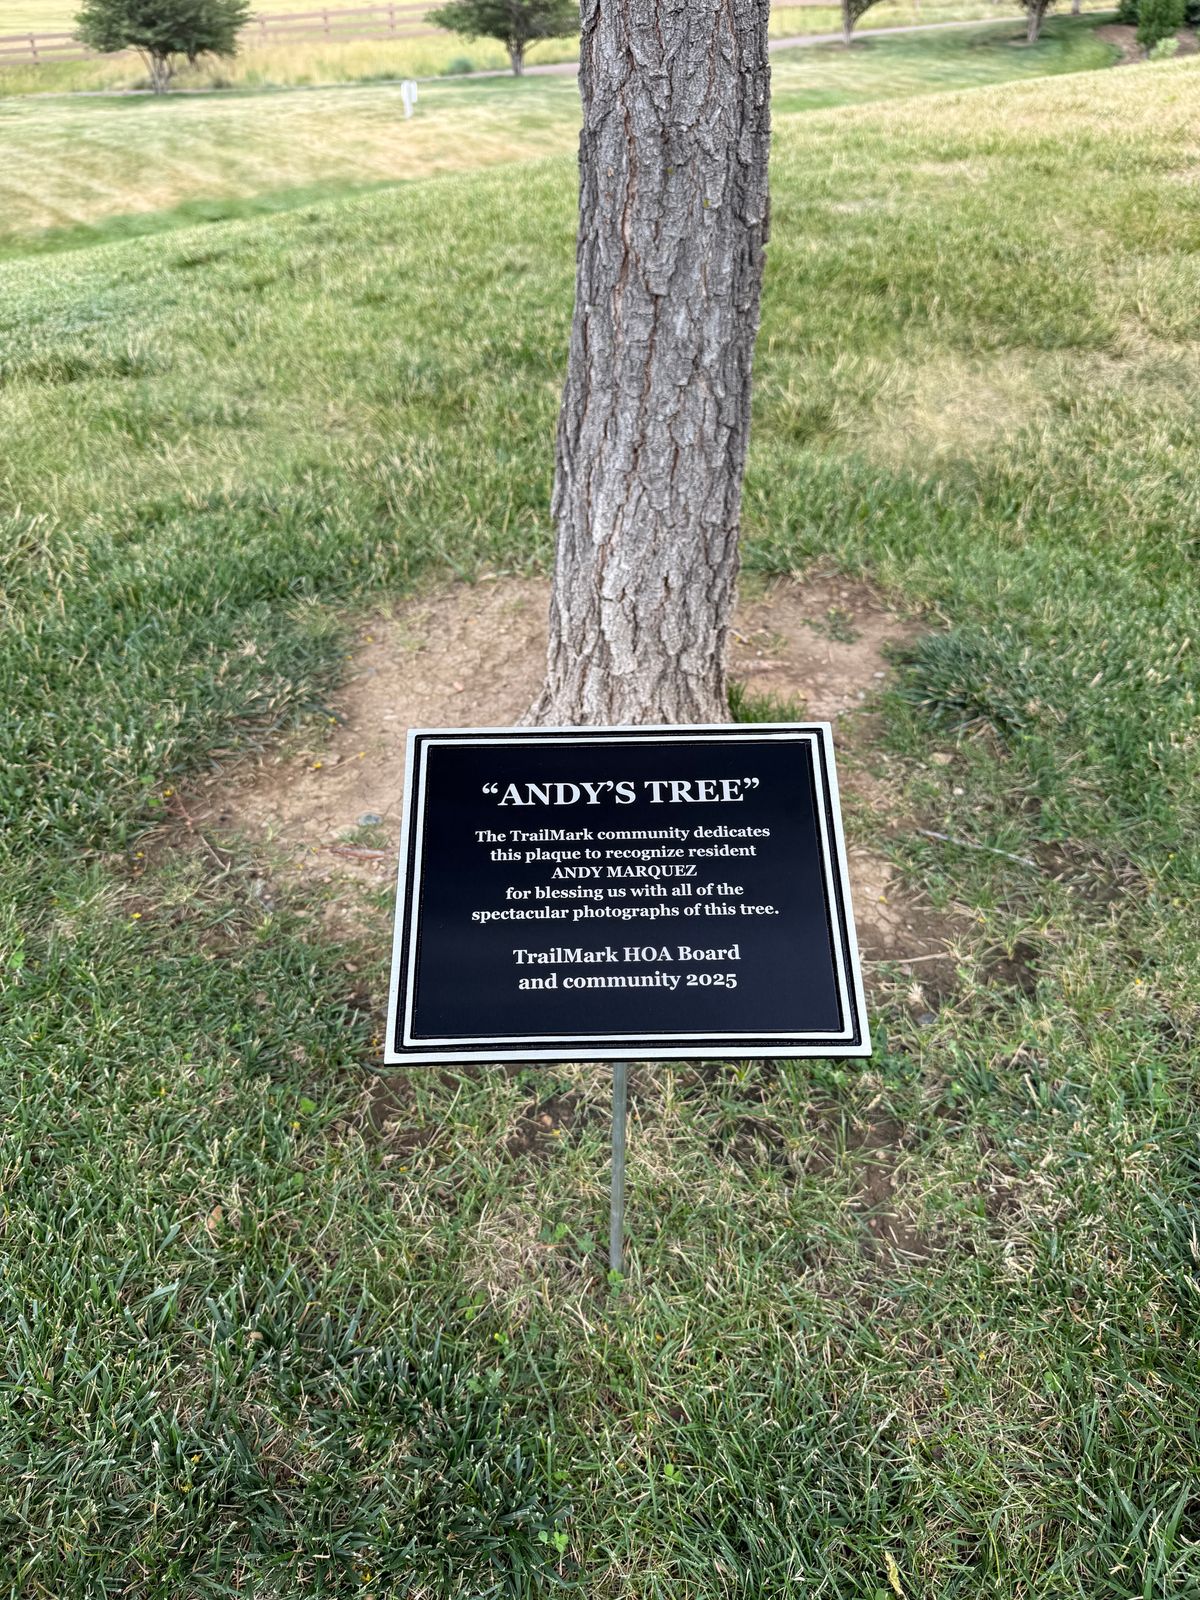 “ANDY’S TREE”
The TrailMark community dedicates
this plaque to recognize resident
ANDY MARQUEZ
for blessing us with all of the
spectacular photographs of this tree.
TrailMark HOA Board
and community 2025